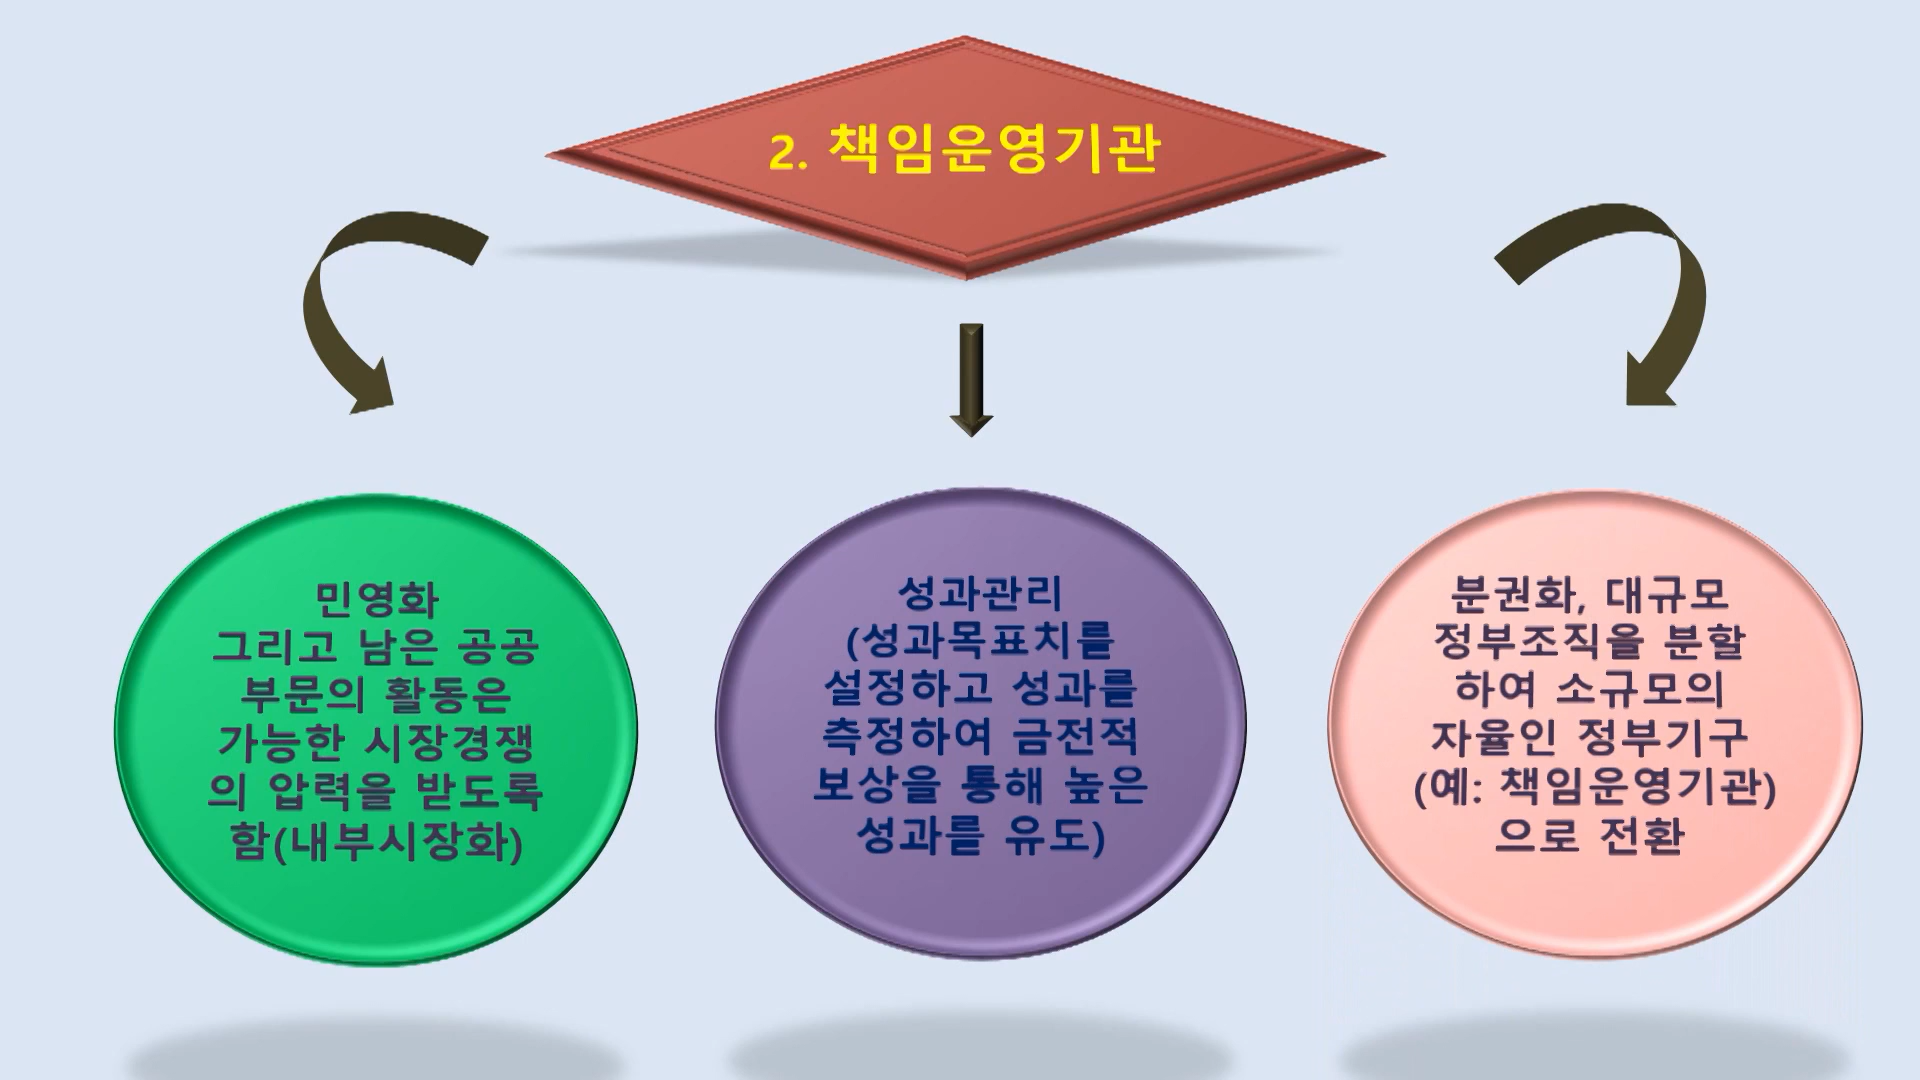 2. 책임운영기관
민영화
그리고 남은 공공
부문의 활동은
가능한 시장경쟁
의 압력을 받도록
함(내부시장화)
성과관리
(성과목표치를
설정하고 성과를
측정하여 금전적
보상을 통해 높은
성과를 유도)
분권화, 대규모
정부조직을 분할
하여 소규모의
자율인 정부기구
(예: 책임운영기관)
으로 전환